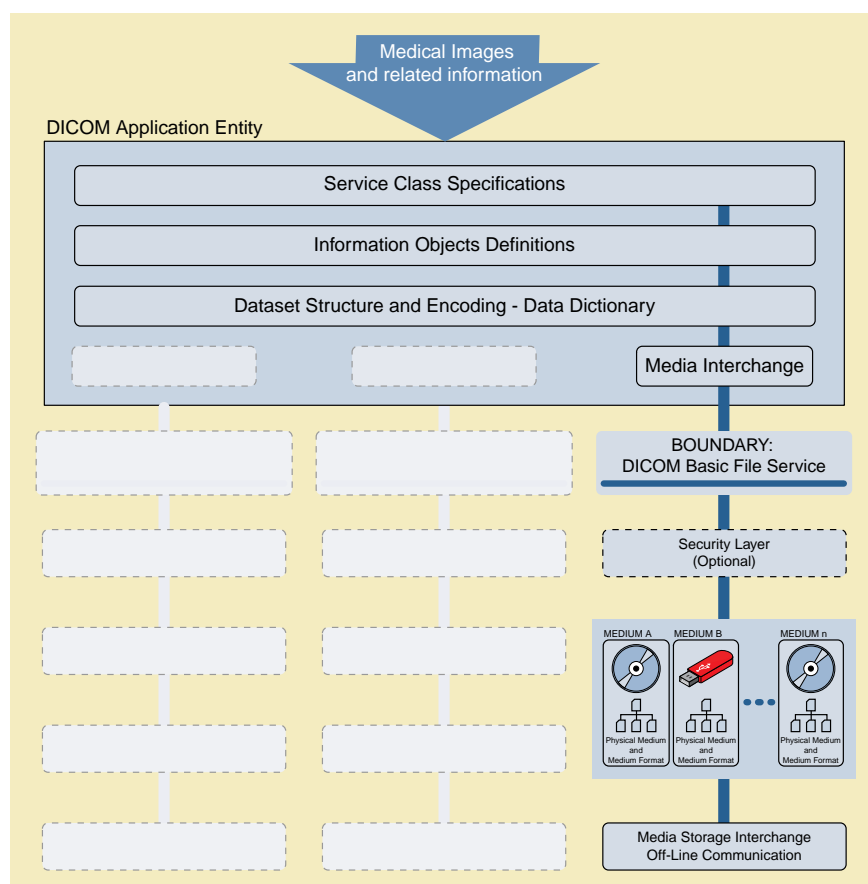 Medical Images
and related information
DICOM Application Entity
Service Class Specifications
Information Objects Definitions
Dataset Structure and Encoding - Data Dictionary
Media Interchange
BOUNDARY:
DICOM Basic File Service
Security Layer
(Optional)
MEDIUM A
MEDIUM B
MEDIUM n
Physical Medium
and
Medium Format
Physical Medium
and
Medium Format
Physical Medium
and
Medium Format
Media Storage Interchange
Off-Line Communication